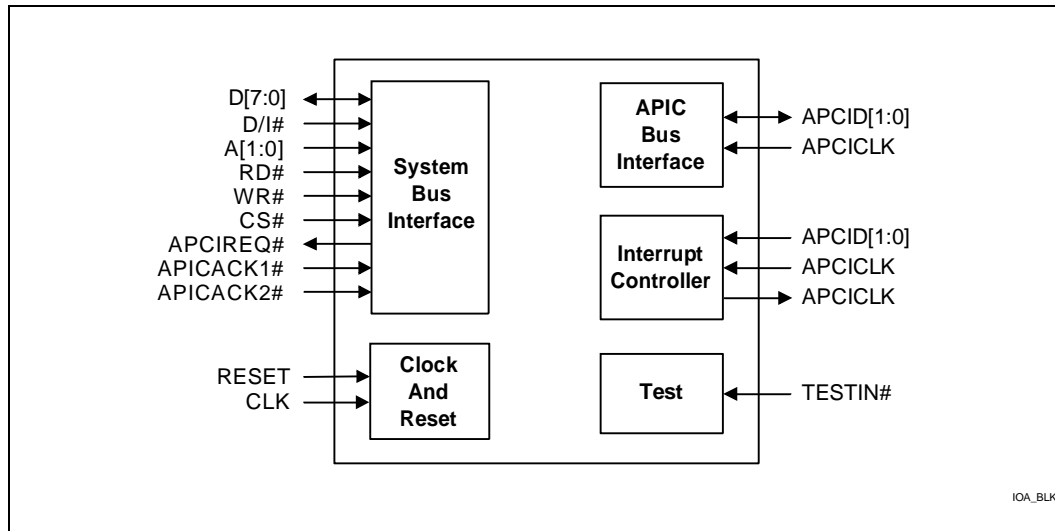 D[7:0]
D/I#
A[1:0]
RD#
WR#
CS#
APCIREQ#
APICACK1#
APICACK2#
System
Bus
Interface
RESET
CLK
Clock
And
Reset
APIC
Bus
Interface
APCID[1:0]
APCICLK
Interrupt
Controller
APCID[1:0]
APCICLK
APCICLK
Test
TESTIN#
IOA_BLK